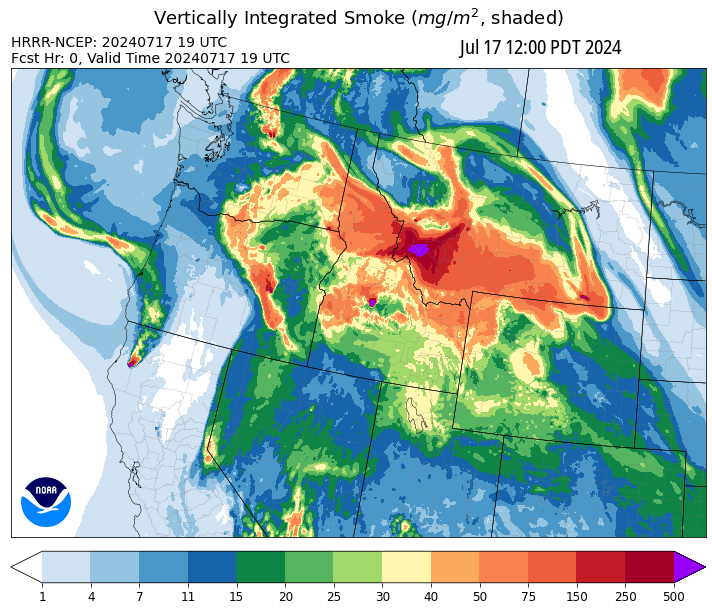 Vertically Integrated Smoke (mg/m², shaded)
HRRR-NCEP: 20240717 19 UTC
Jul 17 12:00 PDT 2024
Fcst Hr: 0, Valid Time 20240717 19 UTC
NOAA
1 4 7 11 15 20 25 30 40 50 75 150 250 500